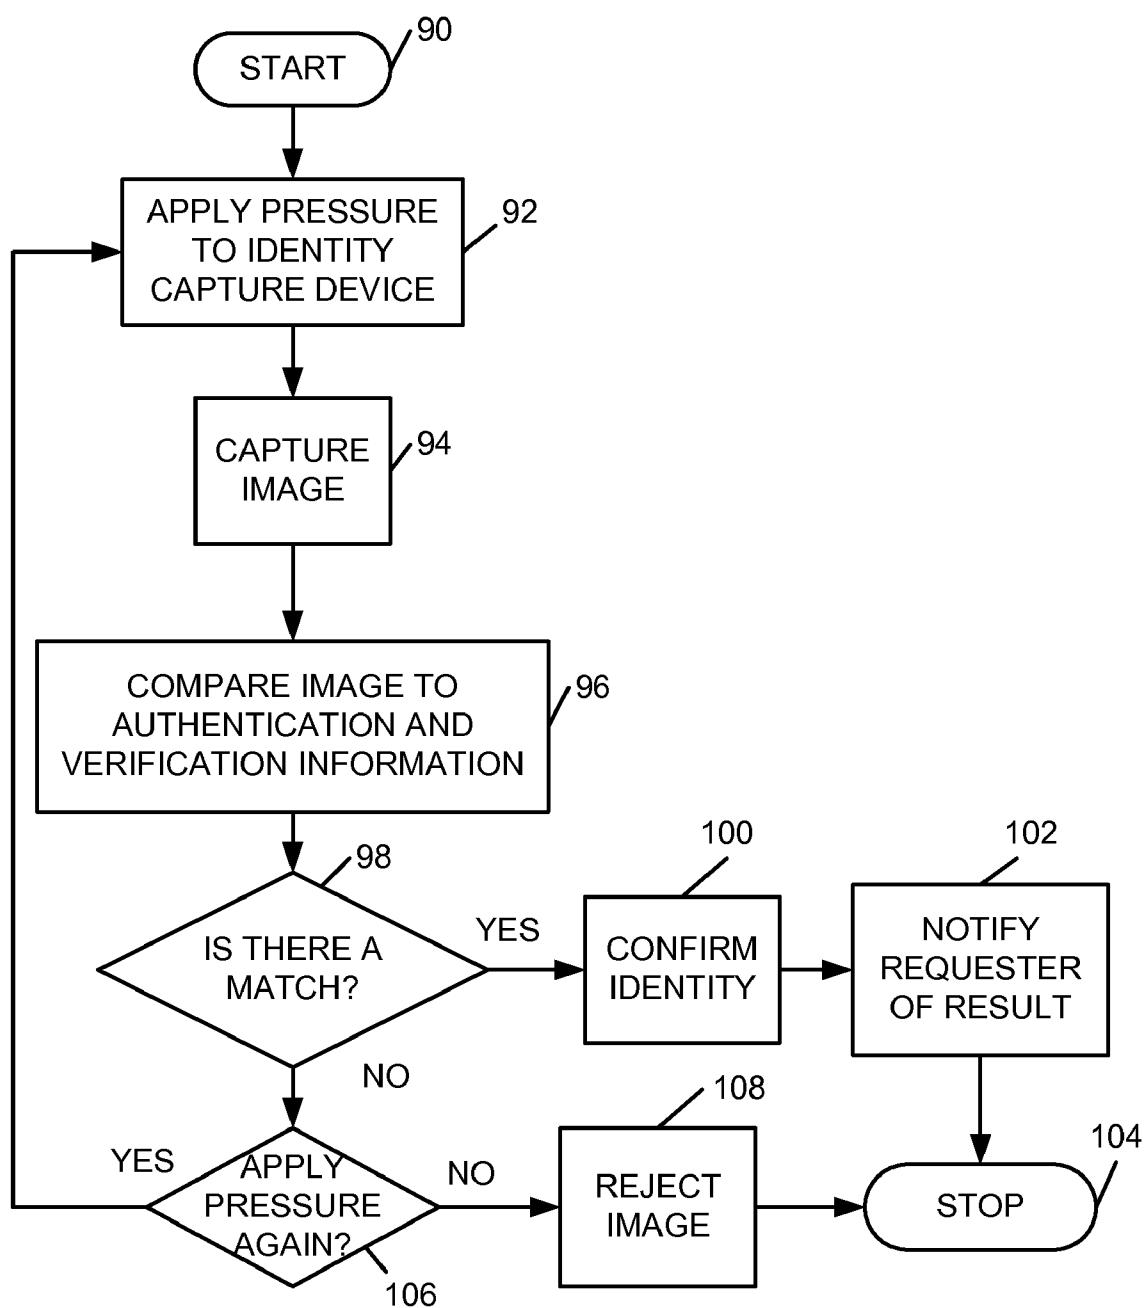 90
START
APPLY PRESSURE
TO IDENTITY
CAPTURE DEVICE
92
CAPTURE
IMAGE
94
COMPARE IMAGE TO
AUTHENTICATION AND
VERIFICATION INFORMATION
96
98
IS THERE A
MATCH?
YES
100
CONFIRM
IDENTITY
102
NOTIFY
REQUESTER
OF RESULT
NO
YES
APPLY
PRESSURE
AGAIN?
106
NO
108
REJECT
IMAGE
104
STOP